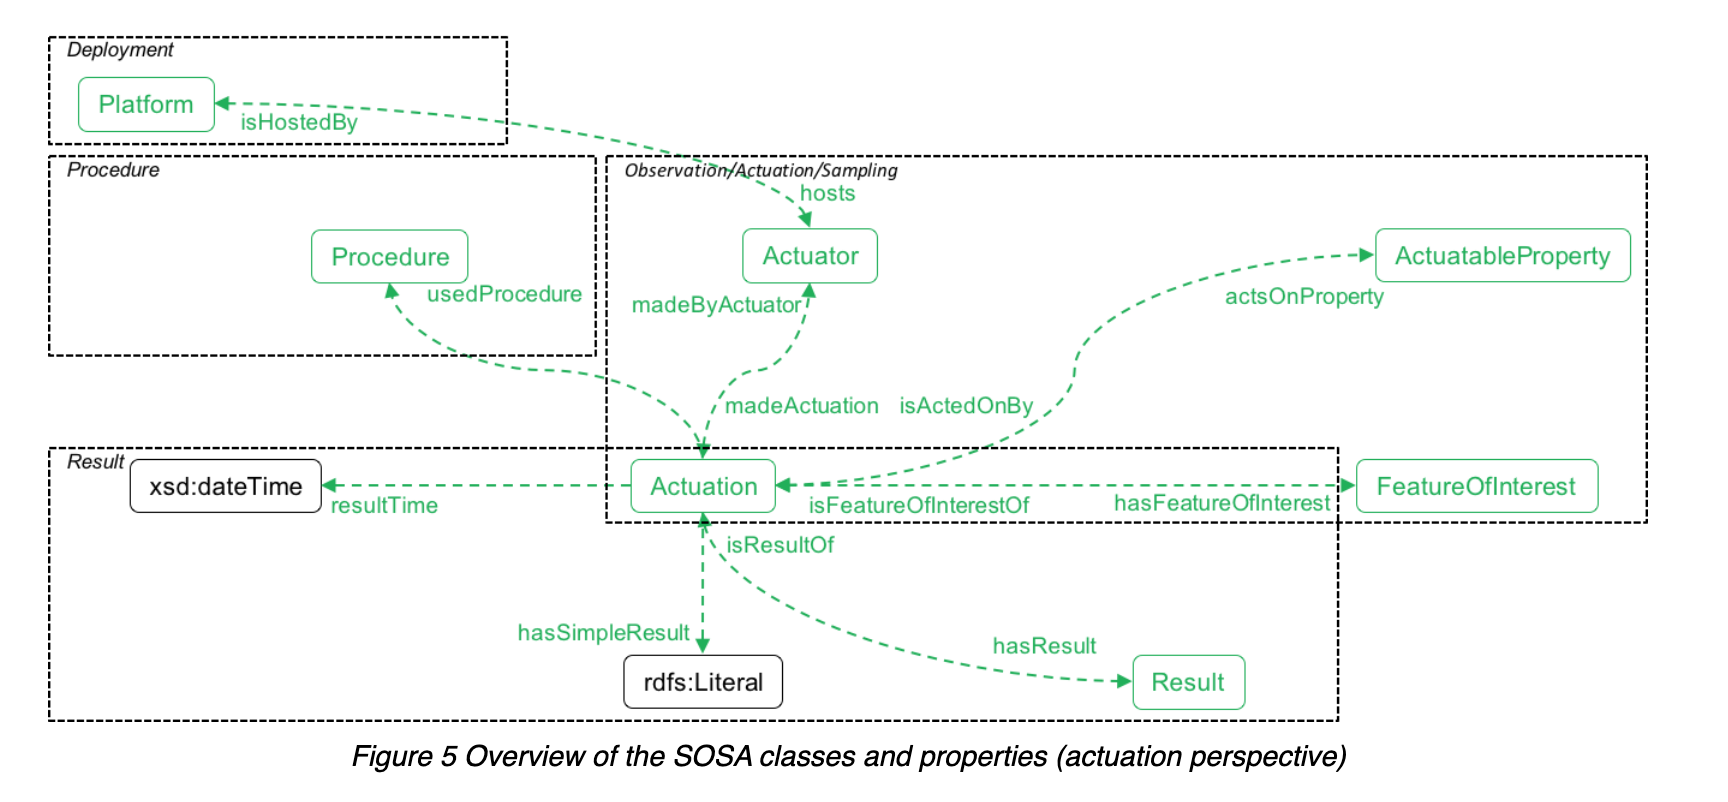 Deployment
Platform
isHostedBy
Procedure
Observation/Actuation/Sampling
hosts
Procedure
Actuator
ActuatableProperty
usedProcedure
madeByActuator
actsOnProperty
madeActuation
isActedOnBy
Result
xsd:dateTime
Actuation
FeatureOfInterest
resultTime
isFeatureOfInterestOf
hasFeatureOfInterest
isResultOf
hasSimpleResult
hasResult
rdfs:Literal
Result
Figure 5 Overview of the SOSA classes and properties (actuation perspective)